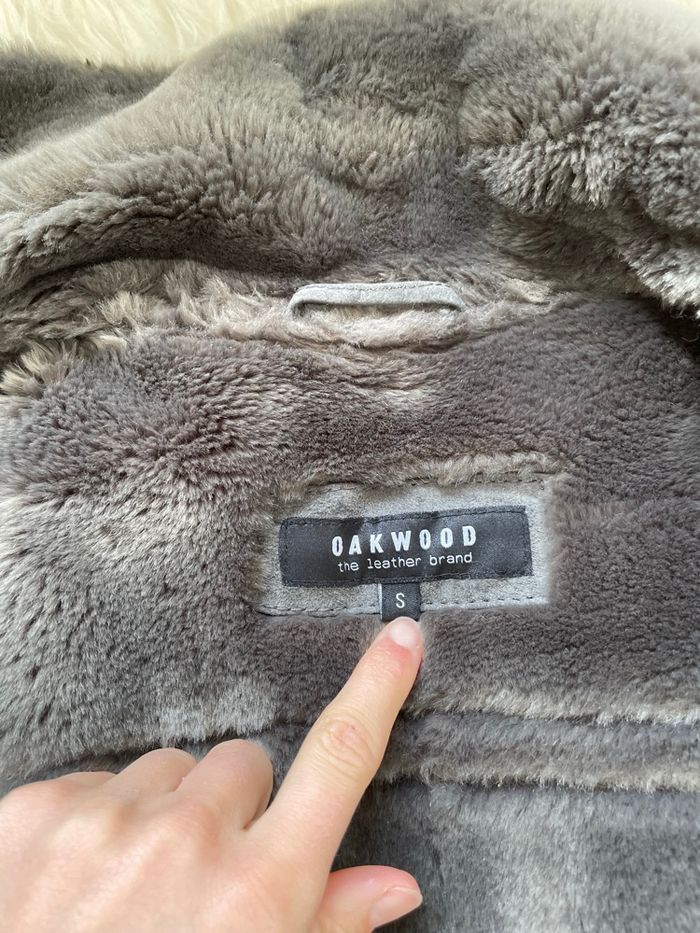 OAKWOOD
the leather brand
S